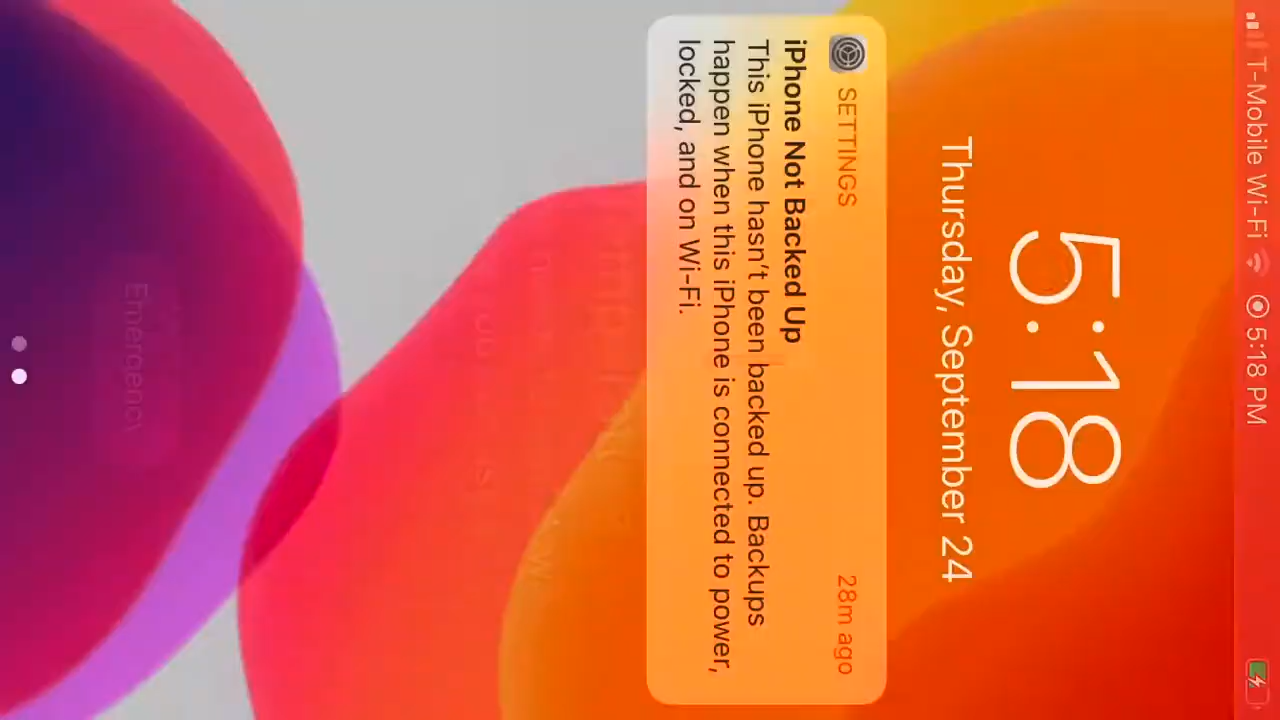 T-Mobile Wi-Fi 5:18 PM
5:18
Thursday, September 24
SETTINGS 28m ago
iPhone Not Backed Up
This iPhone hasn't been backed up. Backups
happen when this iPhone is connected to power,
locked, and on Wi-Fi.
Emergency